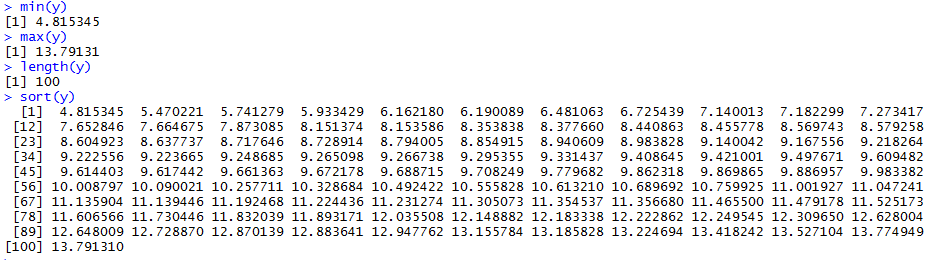 > min(y)
[1] 4.815345
> max(y)
[1] 13.79131
> length(y)
[1] 100
> sort(y)
[1] 4.815345 5.470221 5.741279 5.933429 6.162180 6.190089 6.481063 6.725439 7.140013 7.182299 7.273417
[12] 7.652846 7.664675 7.873085 8.151374 8.153586 8.353838 8.377660 8.440863 8.455778 8.569743 8.579258
[23] 8.604923 8.637737 8.717646 8.728914 8.794005 8.854915 8.940609 8.983828 9.140042 9.167556 9.218264
[34] 9.222556 9.223665 9.248685 9.265098 9.266738 9.295355 9.331437 9.408645 9.421001 9.497671 9.609482
[45] 9.614403 9.617442 9.661363 9.672178 9.688715 9.708249 9.779682 9.862318 9.869865 9.886957 9.983382
[56] 10.008797 10.090021 10.257711 10.328684 10.492422 10.555828 10.613210 10.689692 10.759925 11.001927 11.047241
[67] 11.135904 11.139446 11.192468 11.224436 11.231274 11.305073 11.354537 11.356680 11.465500 11.479178 11.525173
[78] 11.606566 11.730446 11.832039 11.893171 12.035508 12.148882 12.183338 12.222862 12.249545 12.309650 12.628004
[89] 12.648009 12.728870 12.870139 12.883641 12.947762 13.155784 13.185828 13.224694 13.418242 13.527104 13.774949
[100] 13.791310